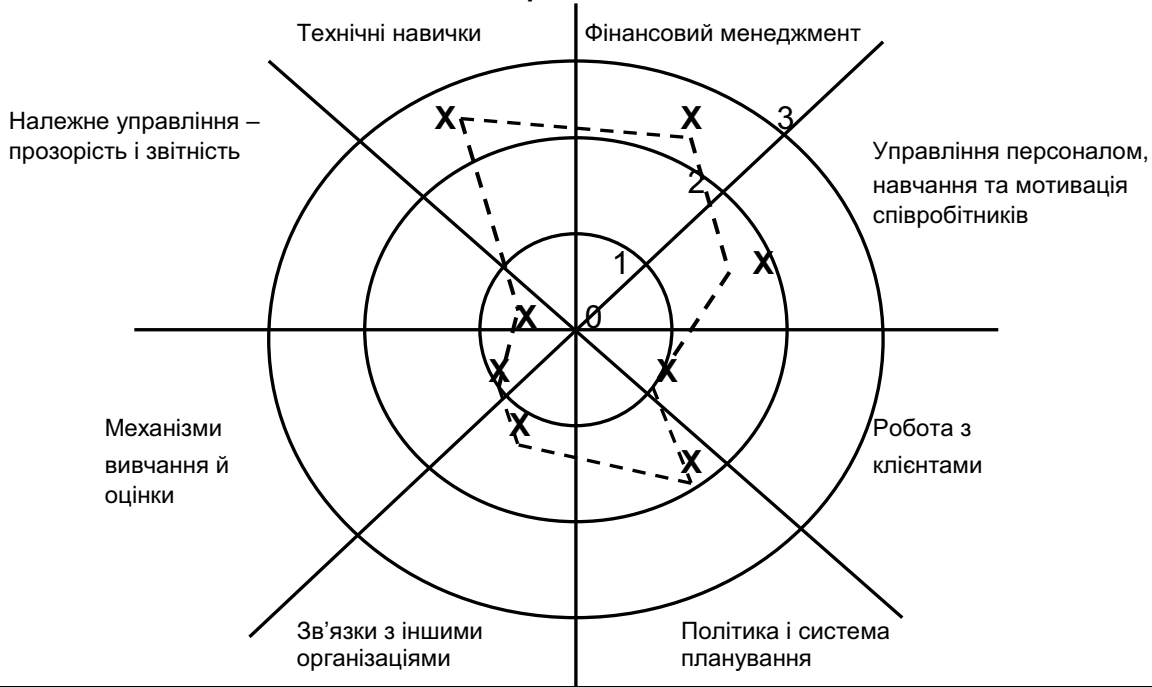 Технічні навички
Фінансовий менеджмент
Належне управління –
прозорість і звітність
X
X
3
Управління персоналом,
навчання та мотивація
співробітників
2
1
X
0
X
X
X
X
X
Механізми
вивчання й
оцінки
Робота з
клієнтами
Зв’язки з іншими
організаціями
Політика і система
планування